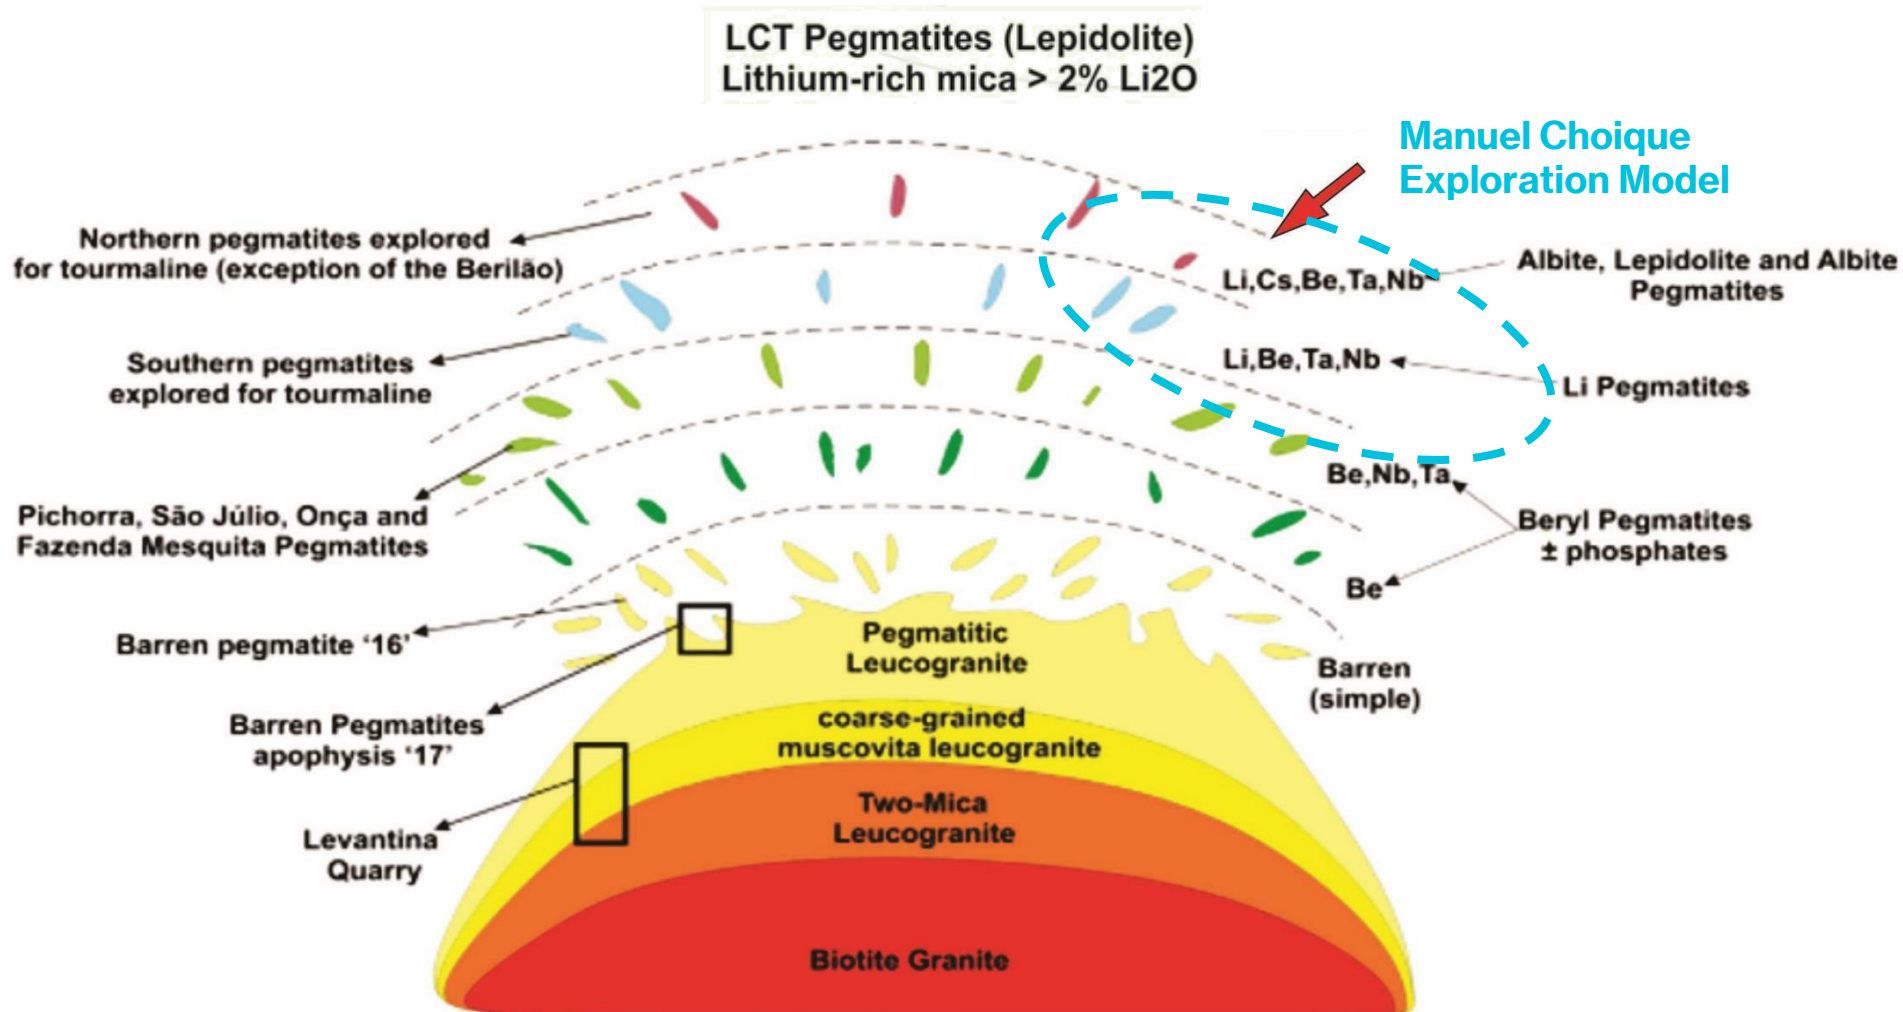 LCT Pegmatites (Lepidolite)
Lithium-rich mica > 2% Li2O
Manuel Choique
Exploration Model
Northern pegmatites explored
for tourmaline (exception of the Berilão)
Li,Cs,Be,Ta,Nb
Albite, Lepidolite and Albite
Pegmatites
Southern pegmatites
explored for tourmaline
Li,Be,Ta,Nb
Li Pegmatites
Pichorra, São Júlio, Onça and
Fazenda Mesquita Pegmatites
Be,Nb,Ta
Beryl Pegmatites
± phosphates
Be
Barren pegmatite ‘16’
Pegmatitic
Leucogranite
Barren
(simple)
Barren Pegmatites
apophysis ‘17’
coarse-grained
muscovita leucogranite
Two-Mica
Leucogranite
Levantina
Quarry
Biotite Granite